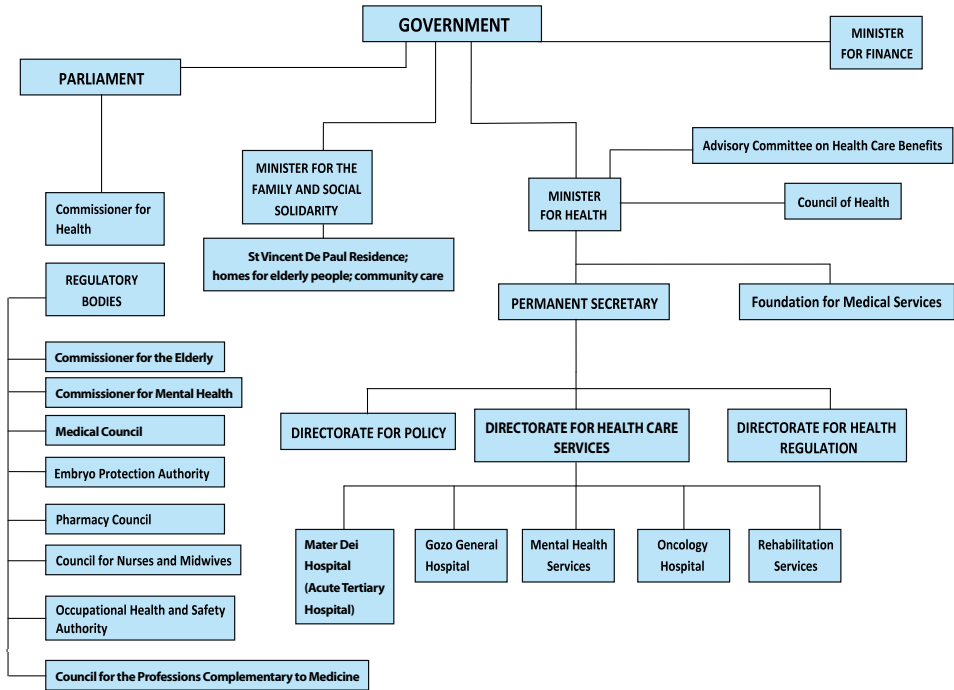 GOVERNMENT
MINISTER
FOR FINANCE
PARLIAMENT
Advisory Committee on Health Care Benefits
MINISTER FOR THE
FAMILY AND SOCIAL
SOLIDARITY
MINISTER
FOR HEALTH
Council of Health
Commissioner for
Health
St Vincent De Paul Residence;
homes for elderly people; community care
REGULATORY
BODIES
PERMANENT SECRETARY
Foundation for Medical Services
Commissioner for the Elderly
Commissioner for Mental Health
Medical Council
Embryo Protection Authority
Pharmacy Council
Council for Nurses and Midwives
Occupational Health and Safety
Authority
Council for the Professions Complementary to Medicine
DIRECTORATE FOR POLICY
DIRECTORATE FOR HEALTH CARE
SERVICES
DIRECTORATE FOR HEALTH
REGULATION
Mater Dei
Hospital
(Acute Tertiary
Hospital)
Gozo General
Hospital
Mental Health
Services
Oncology
Hospital
Rehabilitation
Services